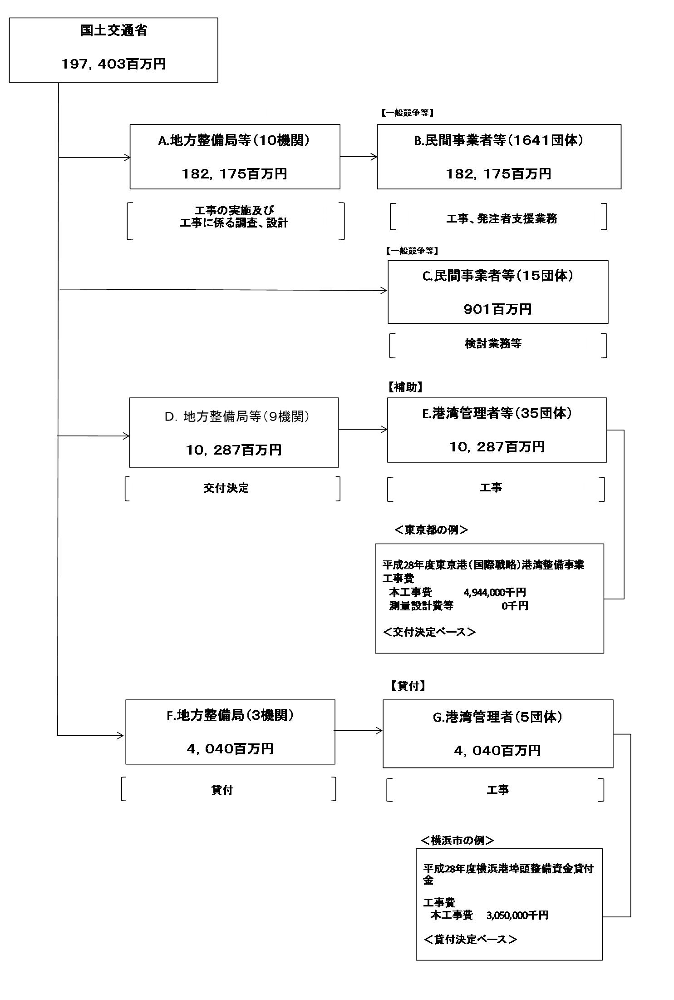 国土交通省
197，403百万円
【一般競争等】
A.地方整備局等（10機関）
182，175百万円
B.民間事業者等（1641団体）
182，175百万円
工事の実施及び
工事に係る調査、設計
工事、発注者支援業務
【一般競争等】
C.民間事業者等（15団体）
901百万円
検討業務等
【補助】
D．地方整備局等（9機関）
10，287百万円
E.港湾管理者等（35団体）
10，287百万円
交付決定
工事
＜東京都の例＞
平成28年度東京港（国際戦略）港湾整備事業
工事費
本工事費　4,944,000千円
測量設計費等　0千円
＜交付決定ベース＞
【貸付】
F.地方整備局（3機関）
4，040百万円
G.港湾管理者（5団体）
4，040百万円
貸付
工事
＜横浜市の例＞
平成28年度横浜港埠頭整備資金貸付
金
工事費
本工事費　3,050,000千円
＜貸付決定ベース＞